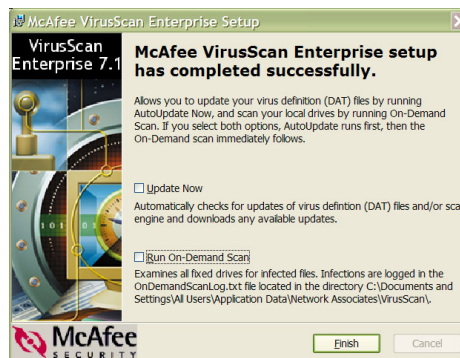 McAfee VirusScan Enterprise Setup
VirusScan
Enterprise 7.1
McAfee VirusScan Enterprise setup
has completed successfully.
Allows you to update your virus definition (DAT) files by running
AutoUpdate Now, and scan your local drives by running On-Demand
Scan. If you select both options, AutoUpdate runs first, then the
On-Demand scan immediately follows.
Update Now
Automatically checks for updates of virus defintion (DAT) files and/or sca
engine and downloads any available updates.
Run On-Demand Scan
Examines all fixed drives for infected files. Infections are logged in the
OnDemandScanLog.txt file located in the directory C:\Documents and
Settings\All Users\Application Data\Network Associates\VirusScan\.
101
McAfee
SECURITY
Finish
Cancel